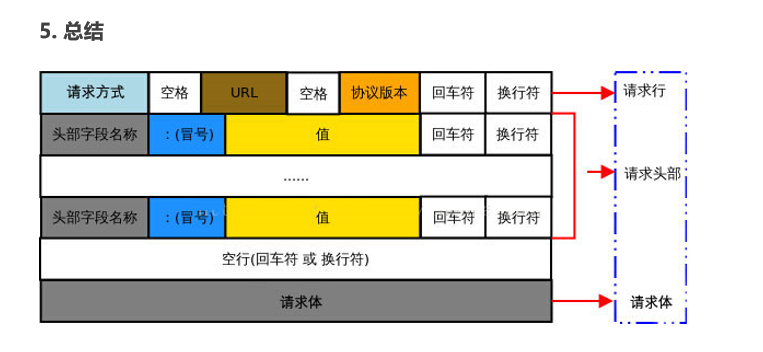 5. 总结
请求方式 空格 URL 空格 协议版本 回车符 换行符 请求行
头部字段名称 : (冒号) 值 回车符 换行符
...... 请求头部
头部字段名称 : (冒号) 值 回车符 换行符
空行(回车符 或 换行符)
请求体 请求体